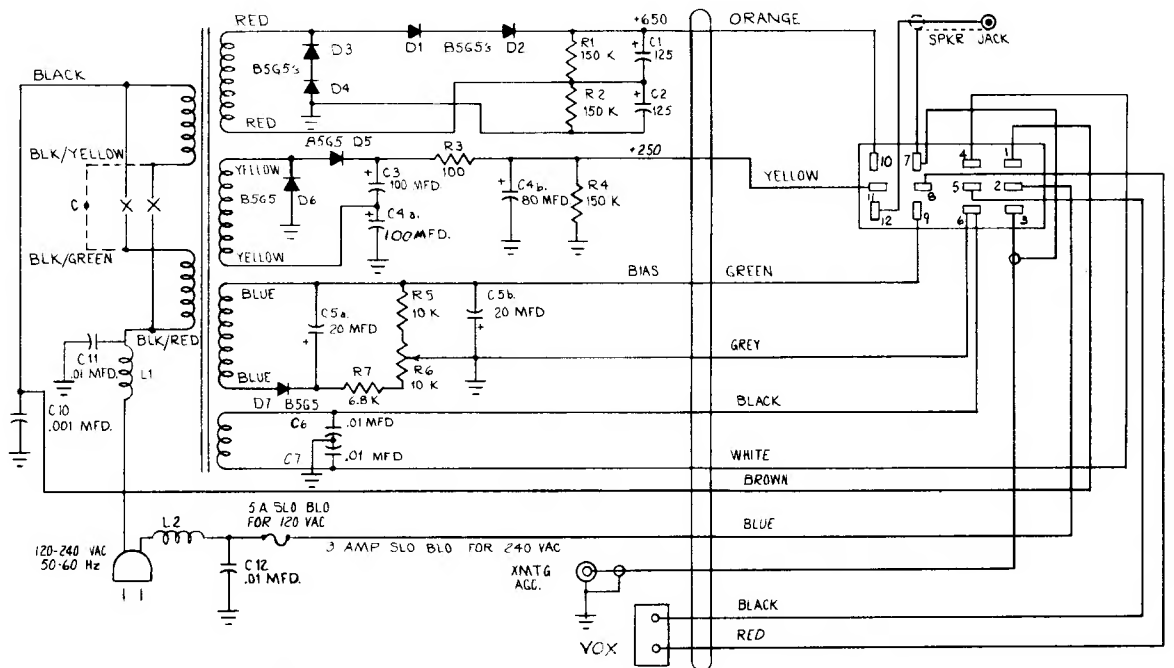 RED
+650
ORANGE
D3
D1
B5G5's
D2
R1
150 K
C1
125
SPKR JACK
B5G5's
D4
BLACK
R2
150 K
C2
125
RED
BLK/YELLOW
B5G5 D5
R3
100
+250
YELLOW
YELLOW
B5G5
D6
C3
100 MFD.
C4b.
80 MFD
R4
150 K
C
C4a.
100MFD.
YELLOW
10
7
4
1
11
8
5
2
12
9
6
3
BLK/GREEN
BIAS
GREEN
BLUE
C5a.
20 MFD
R5
10 K
C5b.
20 MFD
BLK/RED
C11
.01 MFD.
L1
GREY
BLUE
R7
6.8 K
R6
10 K
D7 B5G5
C10
.001 MFD.
BLACK
C6
.01 MFD
C7
.01 MFD
WHITE
BROWN
5 A SLO BLO
FOR 120 VAC
L2
BLUE
120-240 VAC
50-60 Hz
3 AMP SLO BLO FOR 240 VAC
C12
.01 MFD.
XMTG
AGC.
BLACK
RED
VOX